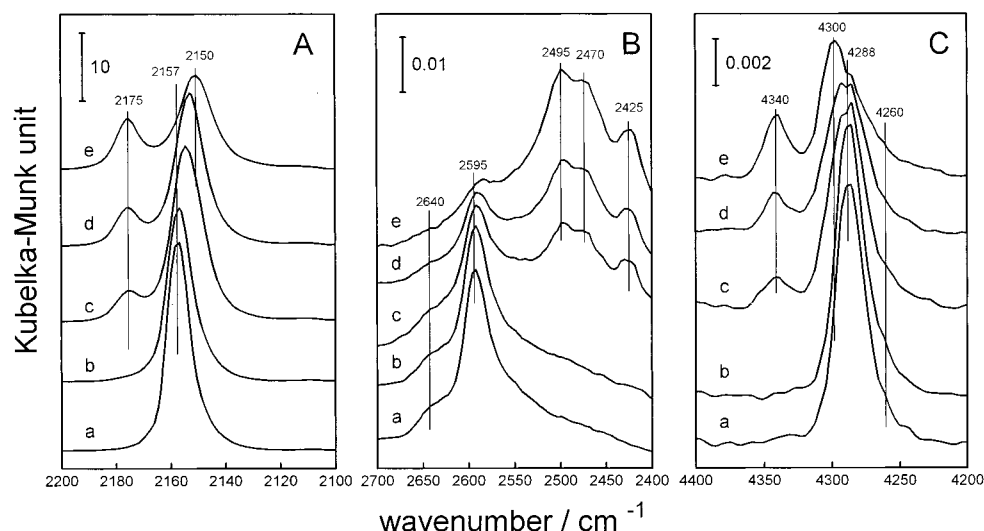 A
10
2175
2157
2150
e
d
c
b
a
2200 2180 2160 2140 2120 2100
B
0.01
2640
2595
2495
2470
2425
e
d
c
b
a
2700 2650 2600 2550 2500 2450 2400
C
0.002
4340
4300
4288
4260
e
d
c
b
a
4400 4350 4300 4250 4200
Kubelka-Munk unit
wavenumber / cm -1